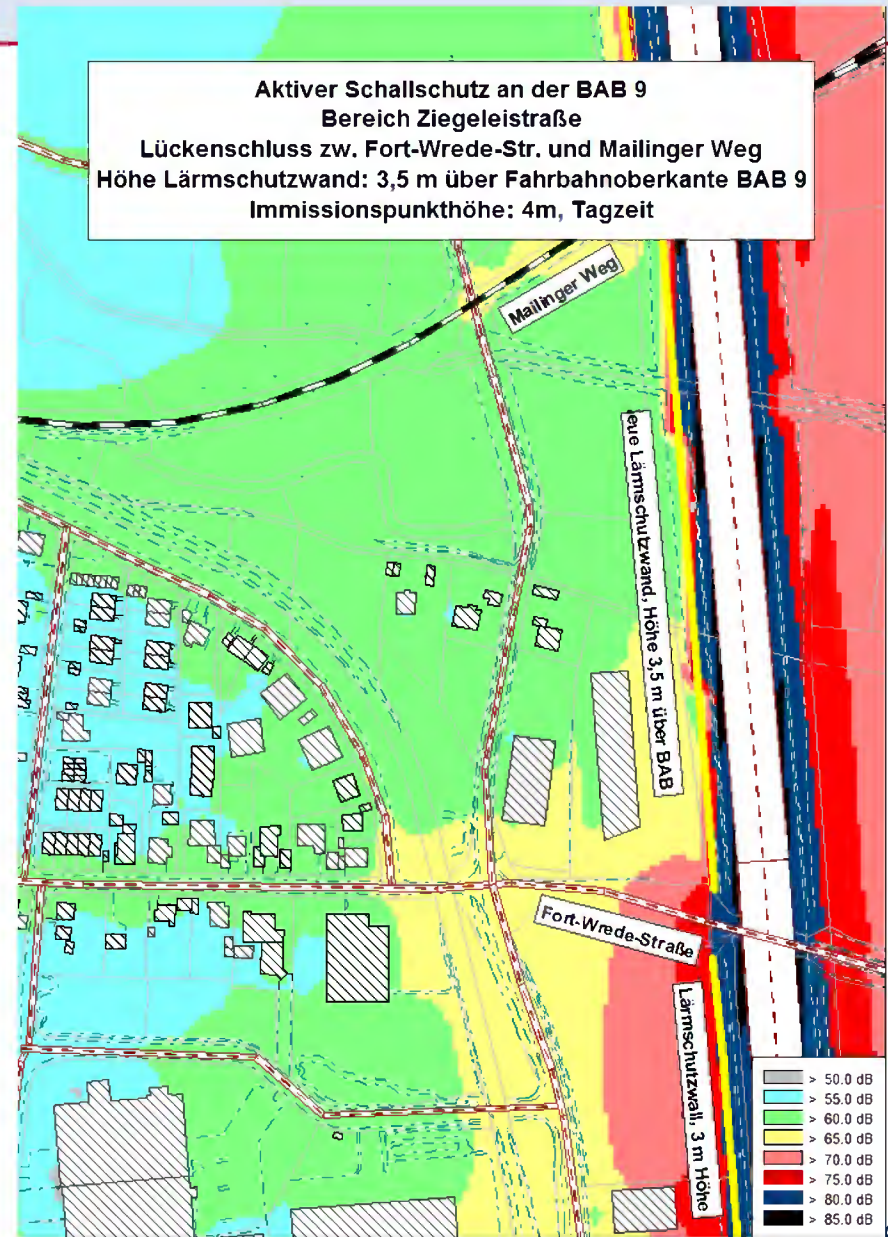 Aktiver Schallschutz an der BAB 9
Bereich Ziegeleistraße
Lückenschluss zw. Fort-Wrede-Str. und Mailinger Weg
Höhe Lärmschutzwand: 3,5 m über Fahrbahnoberkante BAB 9
Immissionspunkthöhe: 4m, Tagzeit
Mailinger Weg
eue Lärmschutzwand, Höhe 3,5 m über BAB
Fort-Wrede-Straße
Lärmschutzwall, 3 m Höhe
> 50.0 dB
> 55.0 dB
> 60.0 dB
> 65.0 dB
> 70.0 dB
> 75.0 dB
> 80.0 dB
> 85.0 dB